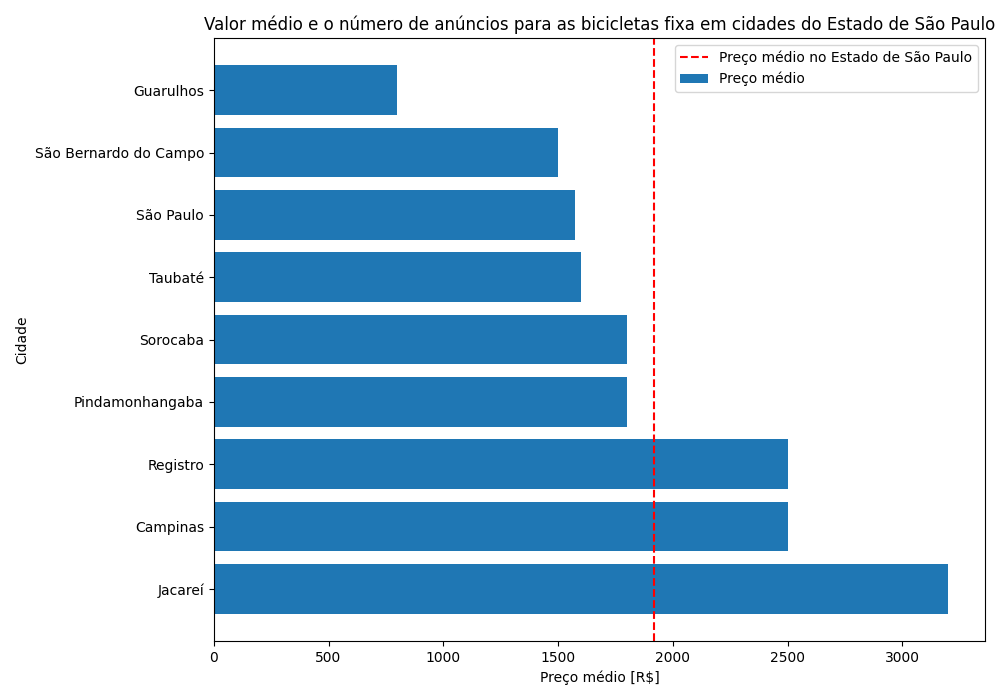 Valor médio e o número de anúncios para as bicicletas fixa em cidades do Estado de São Paulo
Preço médio no Estado de São Paulo
Preço médio
Guarulhos
São Bernardo do Campo
São Paulo
Taubaté
Sorocaba
Pindamonhangaba
Registro
Campinas
Jacareí
Cidade
0 500 1000 1500 2000 2500 3000
Preço médio [R$]